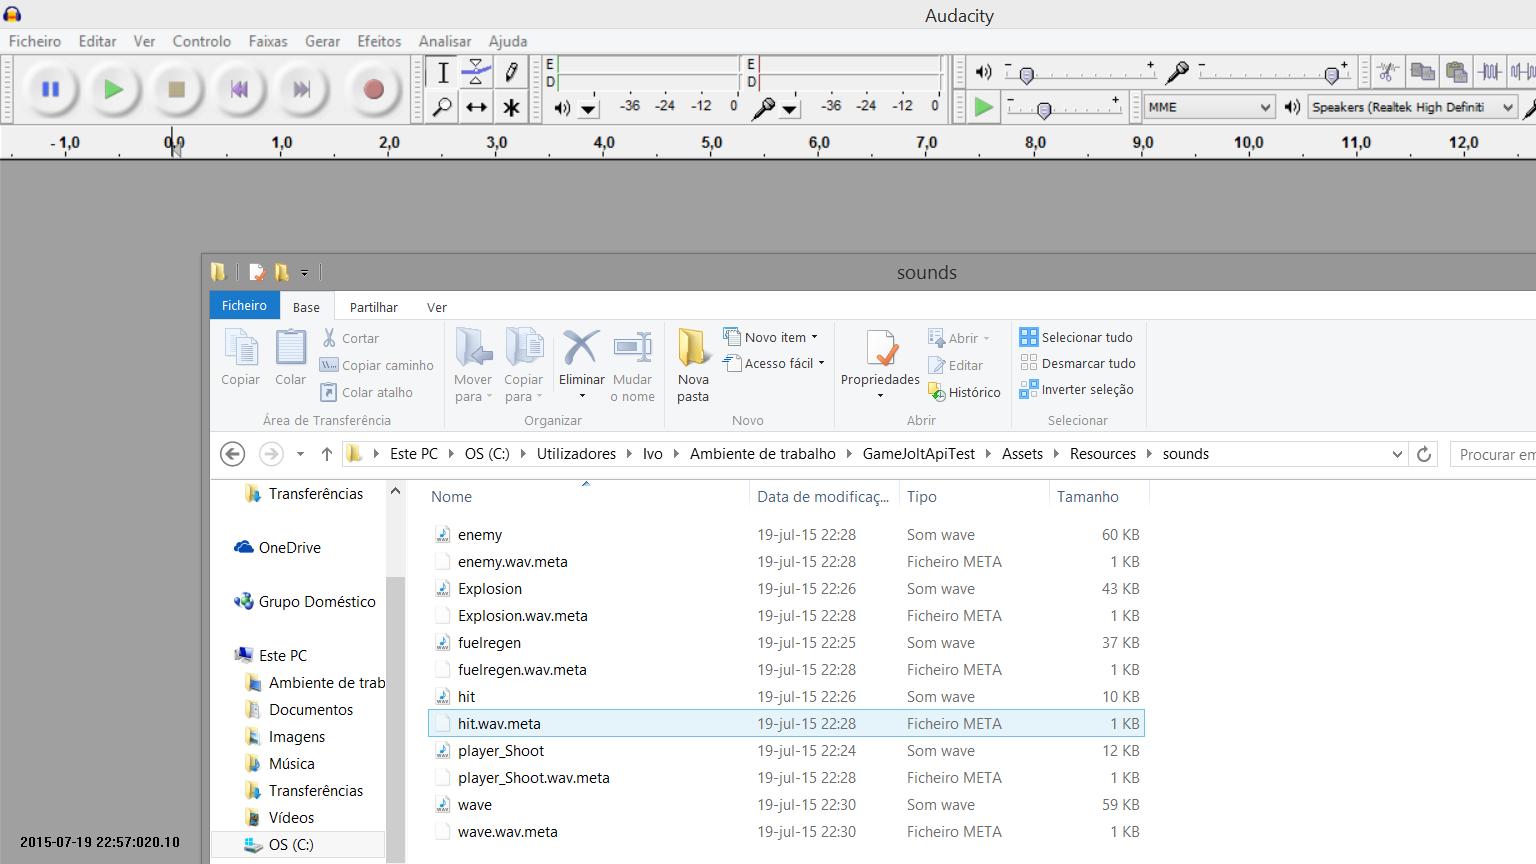 Audacity
Ficheiro Editar Ver Controlo Faixas Gerar Efeitos Analisar Ajuda
E D E D
-36 -24 -12 0 -36 -24 -12 0
MME Speakers (Realtek High Definiti
-1,0 0,0 1,0 2,0 3,0 4,0 5,0 6,0 7,0 8,0 9,0 10,0 11,0 12,0
sounds
Ficheiro Base Partilhar Ver
Copiar
Colar
Cortar
Copiar caminho
Colar atalho
Área de Transferência
Mover para
Copiar para
Eliminar
Mudar o nome
Organizar
Nova pasta
Novo item
Acesso fácil
Novo
Propriedades
Abrir
Editar
Histórico
Abrir
Selecionar tudo
Desmarcar tudo
Inverter seleção
Selecionar
Este PC OS (C:) Utilizadores Ivo Ambiente de trabalho GameJoltApiTest Assets Resources sounds
Procurar em
Transferências
OneDrive
Grupo Doméstico
Este PC
Ambiente de trab
Documentos
Imagens
Música
Transferências
Vídeos
OS (C:)
Nome Data de modificaç... Tipo Tamanho
enemy 19-jul-15 22:28 Som wave 60 KB
enemy.wav.meta 19-jul-15 22:28 Ficheiro META 1 KB
Explosion 19-jul-15 22:26 Som wave 43 KB
Explosion.wav.meta 19-jul-15 22:28 Ficheiro META 1 KB
fuelregen 19-jul-15 22:25 Som wave 37 KB
fuelregen.wav.meta 19-jul-15 22:28 Ficheiro META 1 KB
hit 19-jul-15 22:26 Som wave 10 KB
hit.wav.meta 19-jul-15 22:28 Ficheiro META 1 KB
player_Shoot 19-jul-15 22:24 Som wave 12 KB
player_Shoot.wav.meta 19-jul-15 22:28 Ficheiro META 1 KB
wave 19-jul-15 22:30 Som wave 59 KB
wave.wav.meta 19-jul-15 22:30 Ficheiro META 1 KB
2015-07-19 22:57:020.10